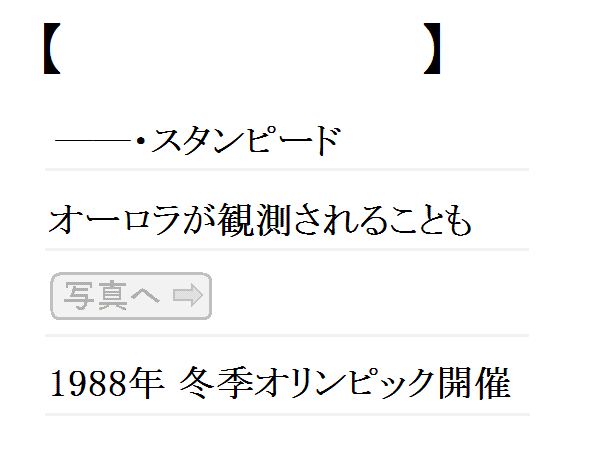 【 】
――・スタンピード
オーロラが観測されることも
写真へ ⇨
1988年 冬季オリンピック開催